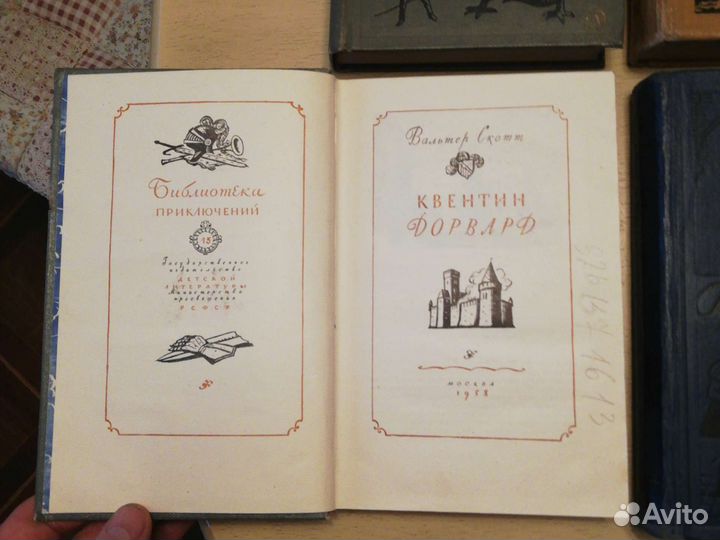 Библиотека
ПРИКЛЮЧЕНИЙ
15
Государственное
издательство
ДЕТСКОЙ
ЛИТЕРАТУРЫ
Министерства
просвещения
РСФСР
Вальтер Скотт
КВЕНТИН
ДОРВАРД
МОСКВА
1958
Avito